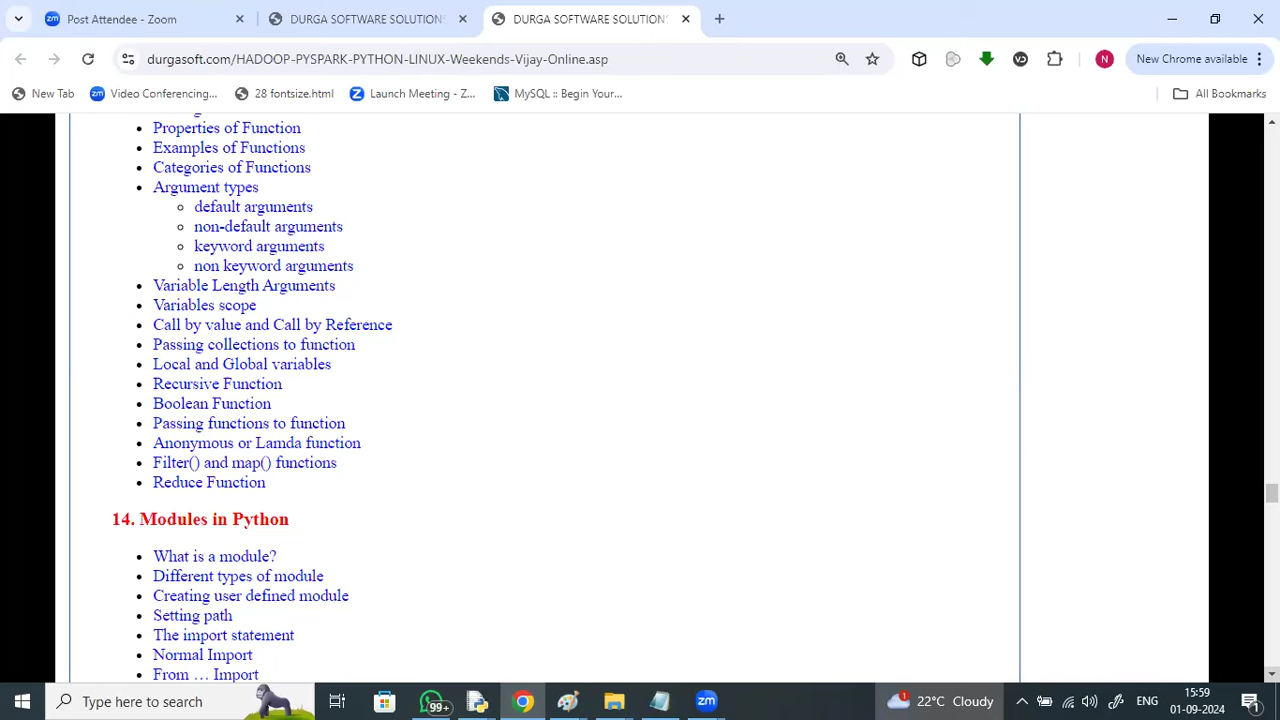 Post Attendee - Zoom
DURGA SOFTWARE SOLUTIONS
DURGA SOFTWARE SOLUTIONS
durgasoft.com/HADOOP-PYSPARK-PYTHON-LINUX-Weekends-Vijay-Online.asp
N
New Chrome available
New Tab
Video Conferencing...
28 fontsize.html
Launch Meeting - Z...
MySQL :: Begin Your...
All Bookmarks
Properties of Function
Examples of Functions
Categories of Functions
Argument types
default arguments
non-default arguments
keyword arguments
non keyword arguments
Variable Length Arguments
Variables scope
Call by value and Call by Reference
Passing collections to function
Local and Global variables
Recursive Function
Boolean Function
Passing functions to function
Anonymous or Lamda function
Filter() and map() functions
Reduce Function
14. Modules in Python
What is a module?
Different types of module
Creating user defined module
Setting path
The import statement
Normal Import
From … Import
Type here to search
99+
zm
1
22°C Cloudy
ENG
15:59
01-09-2024
1